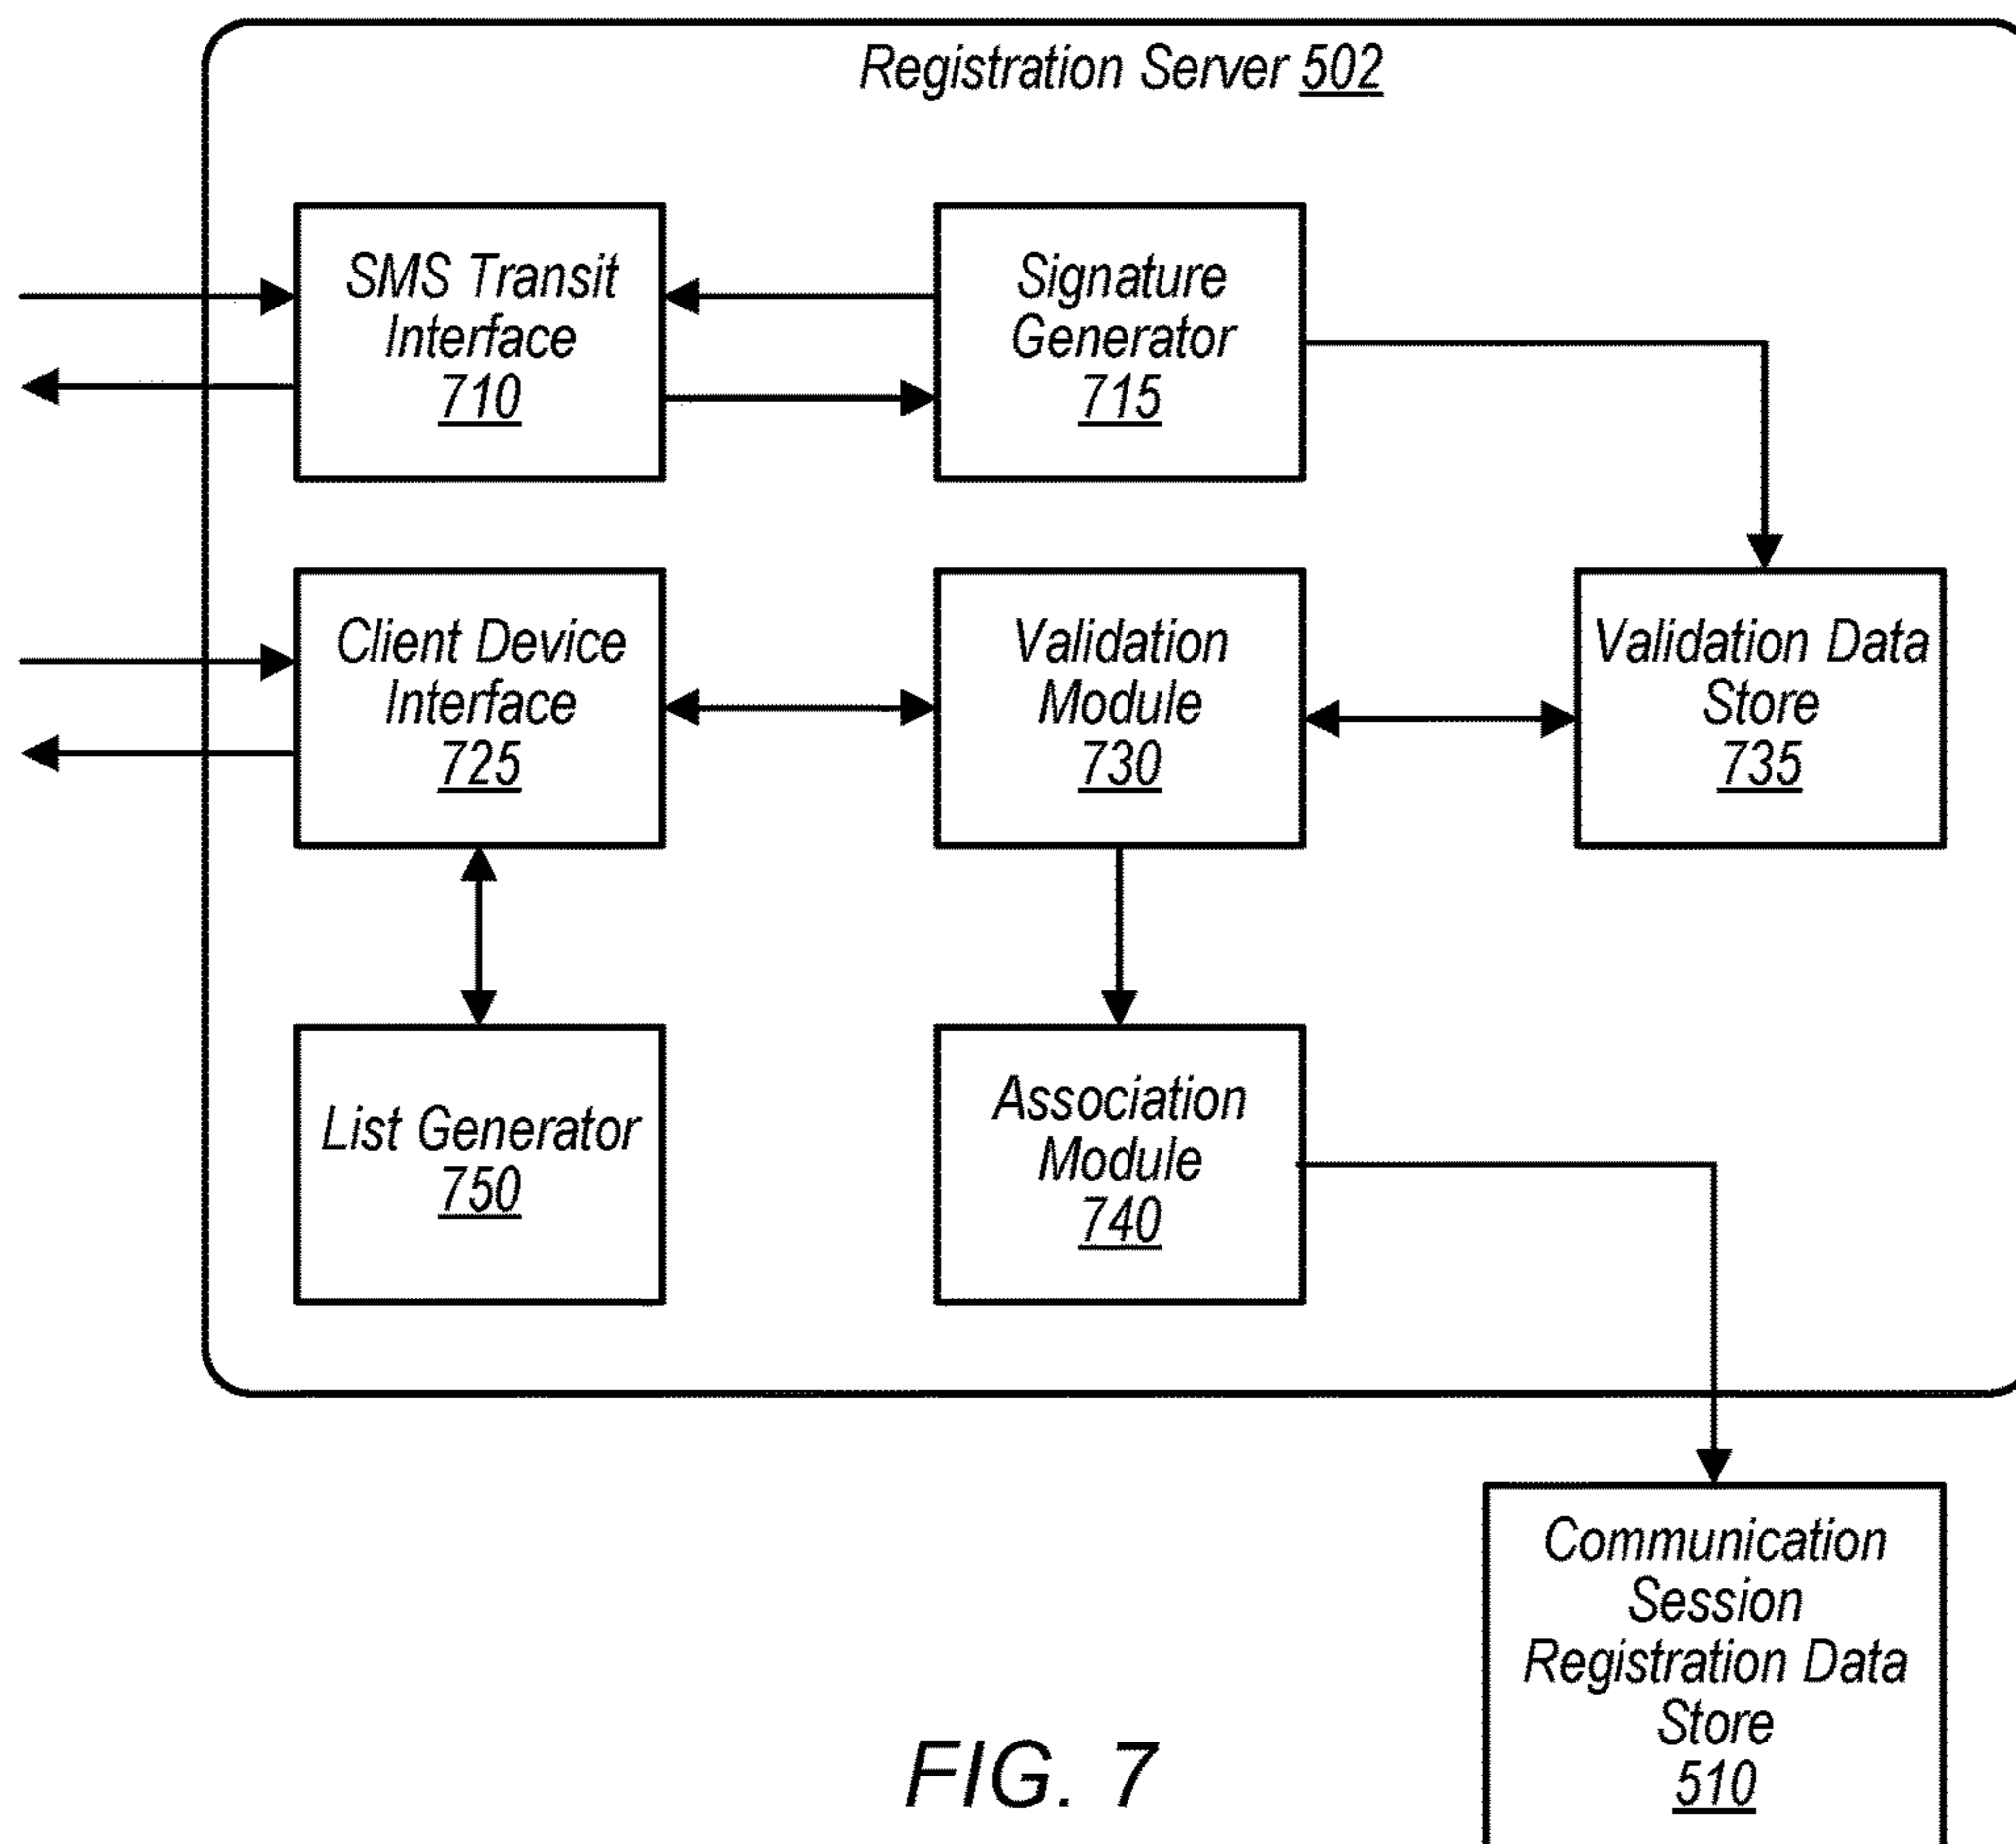 Registration Server 502
SMS Transit
Interface
710
Signature
Generator
715
Client Device
Interface
725
Validation
Module
730
Validation Data
Store
735
List Generator
750
Association
Module
740
Communication
Session
Registration Data
Store
510
FIG. 7